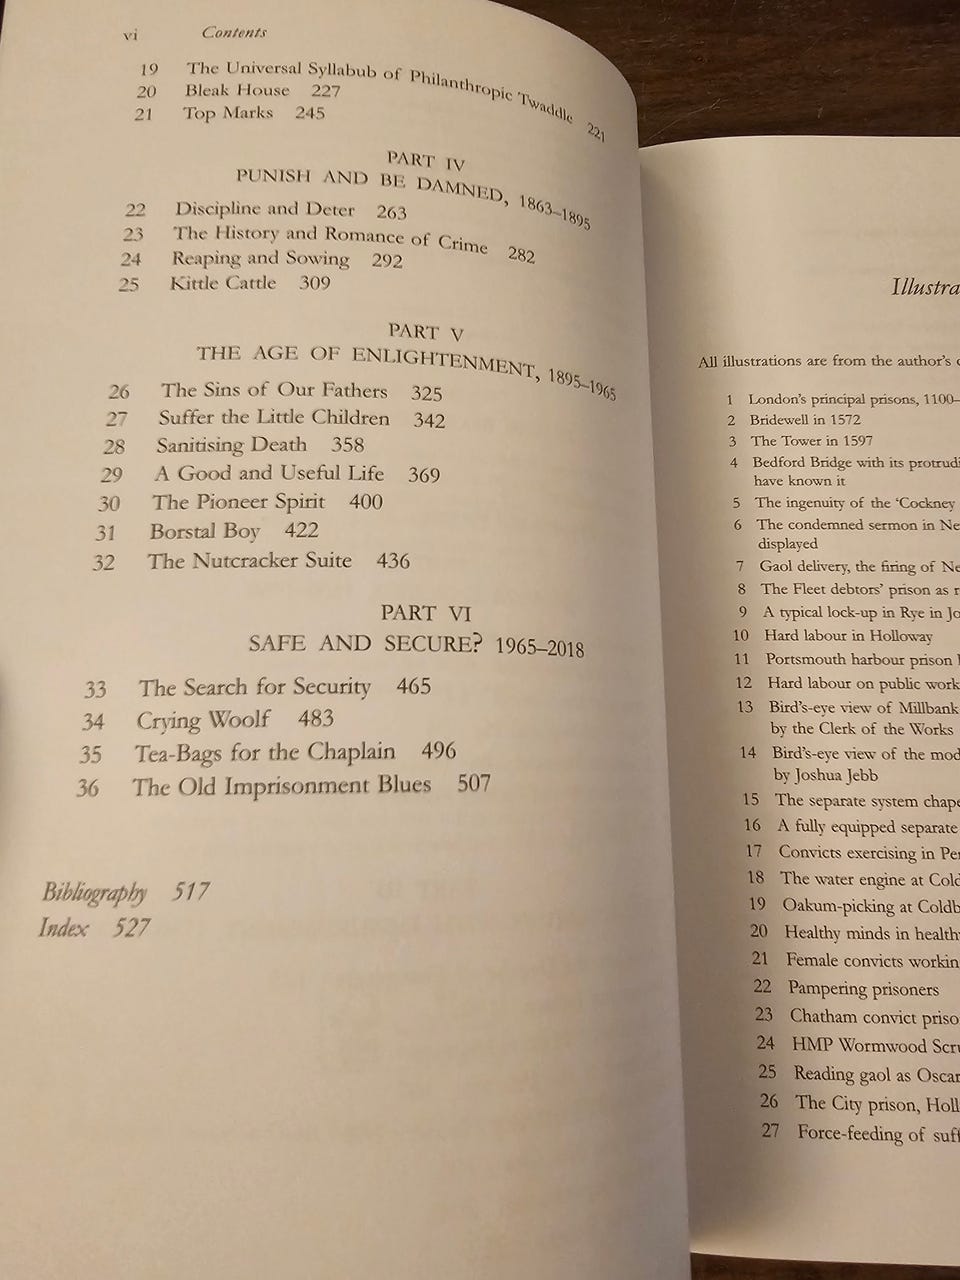 vi Contents
19 The Universal Syllabub of Philanthropic Twaddle 221
20 Bleak House 227
21 Top Marks 245
PART IV
PUNISH AND BE DAMNED, 1863–1895
22 Discipline and Deter 263
23 The History and Romance of Crime 282
24 Reaping and Sowing 292
25 Kittle Cattle 309
PART V
THE AGE OF ENLIGHTENMENT, 1895–1965
26 The Sins of Our Fathers 325
27 Suffer the Little Children 342
28 Sanitising Death 358
29 A Good and Useful Life 369
30 The Pioneer Spirit 400
31 Borstal Boy 422
32 The Nutcracker Suite 436
PART VI
SAFE AND SECURE? 1965–2018
33 The Search for Security 465
34 Crying Woolf 483
35 Tea-Bags for the Chaplain 496
36 The Old Imprisonment Blues 507
Bibliography 517
Index 527
Illustra
All illustrations are from the author's
1 London's principal prisons, 1100–
2 Bridewell in 1572
3 The Tower in 1597
4 Bedford Bridge with its protrudi
have known it
5 The ingenuity of the 'Cockney
6 The condemned sermon in Ne
displayed
7 Gaol delivery, the firing of Ne
8 The Fleet debtors' prison as r
9 A typical lock-up in Rye in Jo
10 Hard labour in Holloway
11 Portsmouth harbour prison
12 Hard labour on public work
13 Bird's-eye view of Millbank
by the Clerk of the Works
14 Bird's-eye view of the mod
by Joshua Jebb
15 The separate system chape
16 A fully equipped separate
17 Convicts exercising in Pe
18 The water engine at Cold
19 Oakum-picking at Coldb
20 Healthy minds in health
21 Female convicts workin
22 Pampering prisoners
23 Chatham convict priso
24 HMP Wormwood Scru
25 Reading gaol as Oscar
26 The City prison, Holl
27 Force-feeding of suff